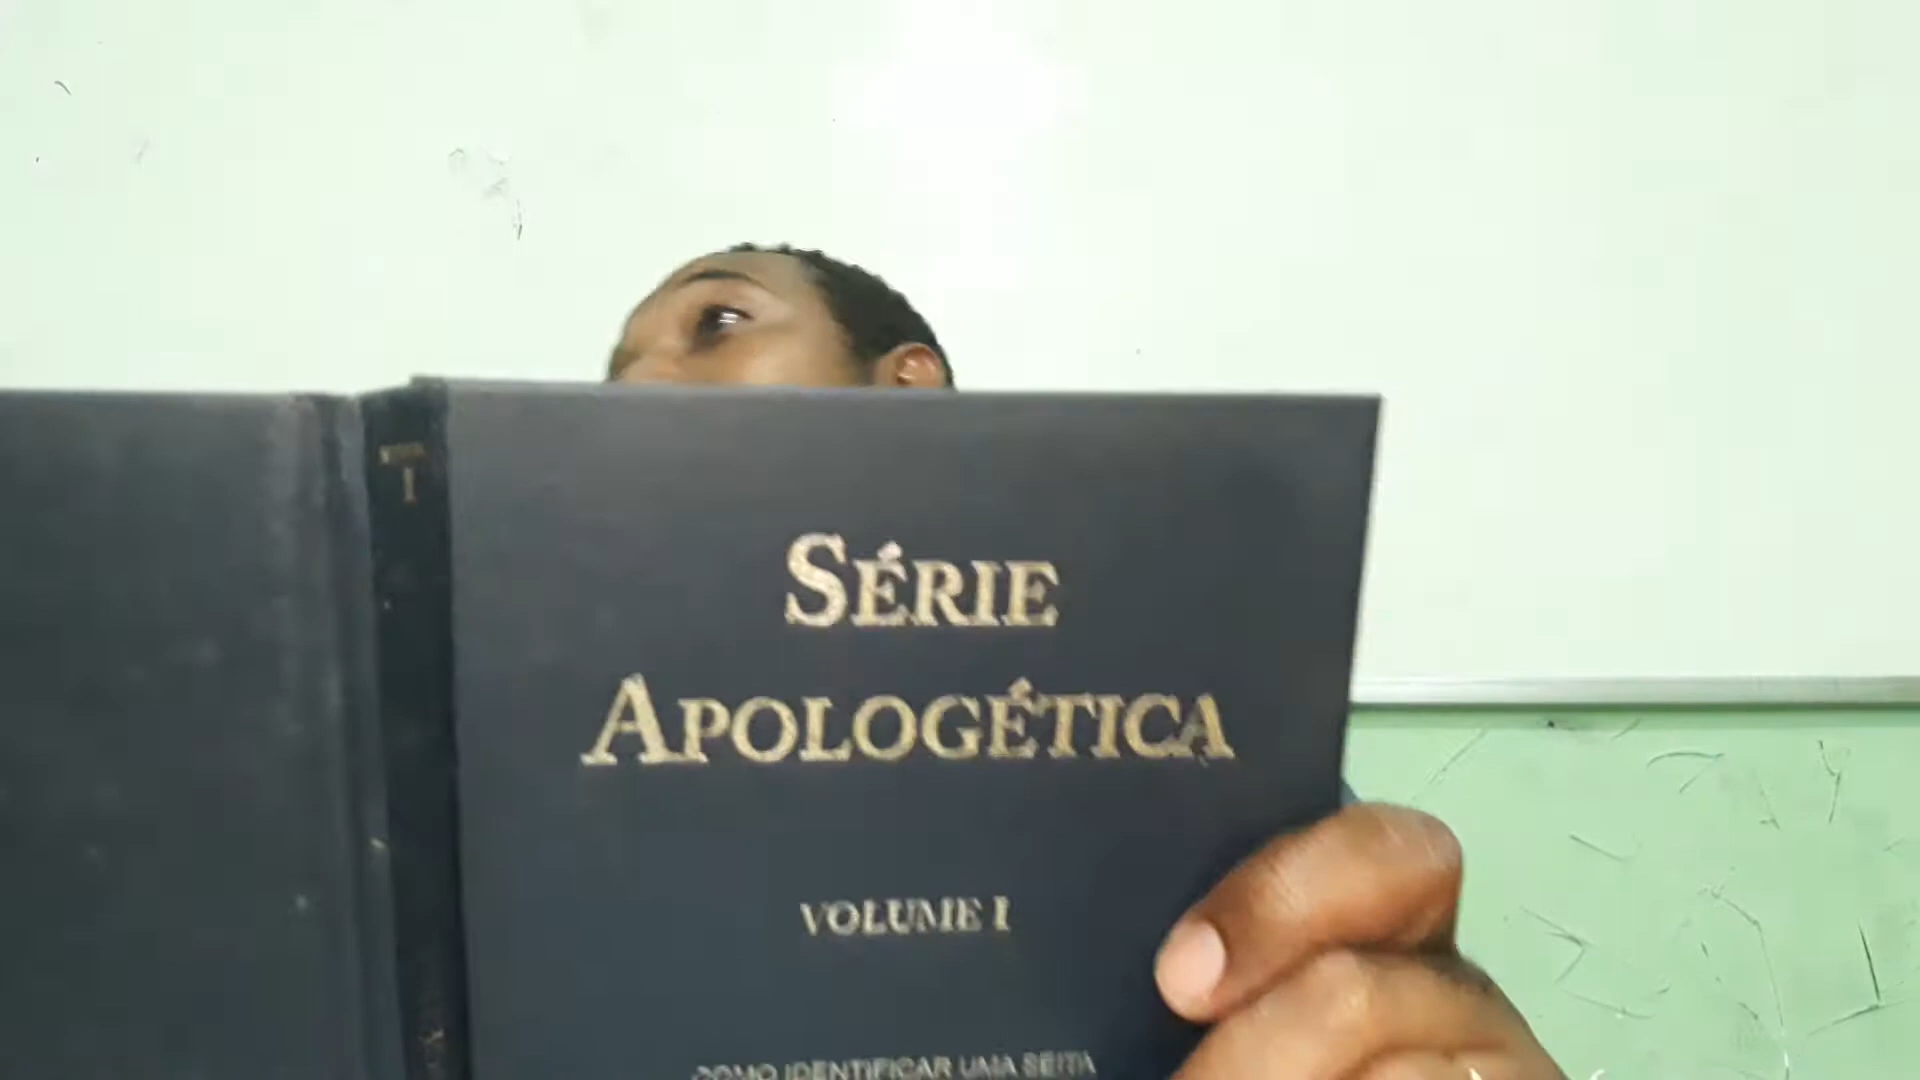 I
SÉRIE
APOLOGÉTICA
VOLUME I
COMO IDENTIFICAR UMA SEITA